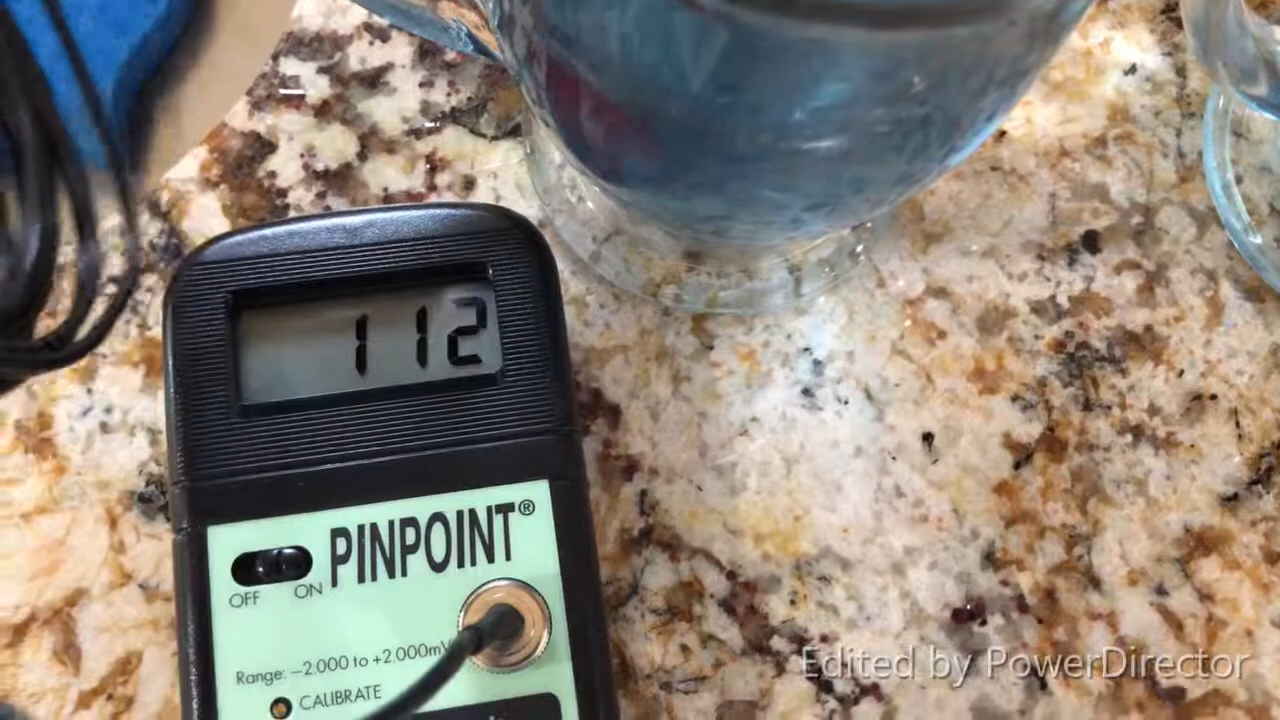 112
PINPOINT®
OFF ON
Range: –2.000 to +2.000mV
CALIBRATE
Edited by PowerDirector